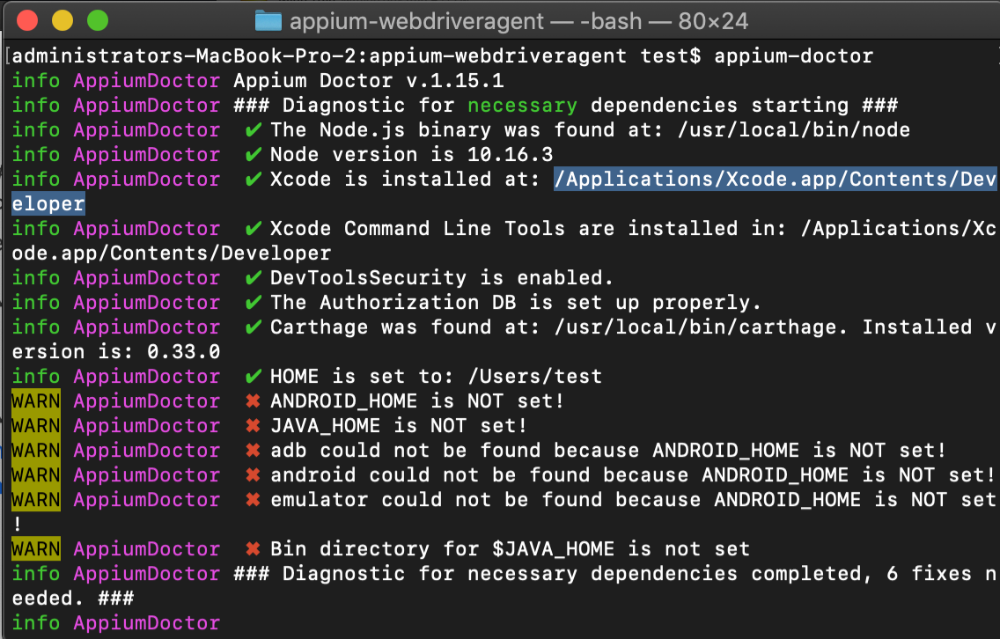 appium-webdriveragent — -bash — 80×24
[administrators-MacBook-Pro-2:appium-webdriveragent test$ appium-doctor
info AppiumDoctor Appium Doctor v.1.15.1
info AppiumDoctor ### Diagnostic for necessary dependencies starting ###
info AppiumDoctor  ✔ The Node.js binary was found at: /usr/local/bin/node
info AppiumDoctor  ✔ Node version is 10.16.3
info AppiumDoctor  ✔ Xcode is installed at: /Applications/Xcode.app/Contents/Dev
eloper
info AppiumDoctor  ✔ Xcode Command Line Tools are installed in: /Applications/Xc
ode.app/Contents/Developer
info AppiumDoctor  ✔ DevToolsSecurity is enabled.
info AppiumDoctor  ✔ The Authorization DB is set up properly.
info AppiumDoctor  ✔ Carthage was found at: /usr/local/bin/carthage. Installed v
ersion is: 0.33.0
info AppiumDoctor  ✔ HOME is set to: /Users/test
WARN AppiumDoctor  ✖ ANDROID_HOME is NOT set!
WARN AppiumDoctor  ✖ JAVA_HOME is NOT set!
WARN AppiumDoctor  ✖ adb could not be found because ANDROID_HOME is NOT set!
WARN AppiumDoctor  ✖ android could not be found because ANDROID_HOME is NOT set!
WARN AppiumDoctor  ✖ emulator could not be found because ANDROID_HOME is NOT set
!
WARN AppiumDoctor  ✖ Bin directory for $JAVA_HOME is not set
info AppiumDoctor ### Diagnostic for necessary dependencies completed, 6 fixes n
eeded. ###
info AppiumDoctor